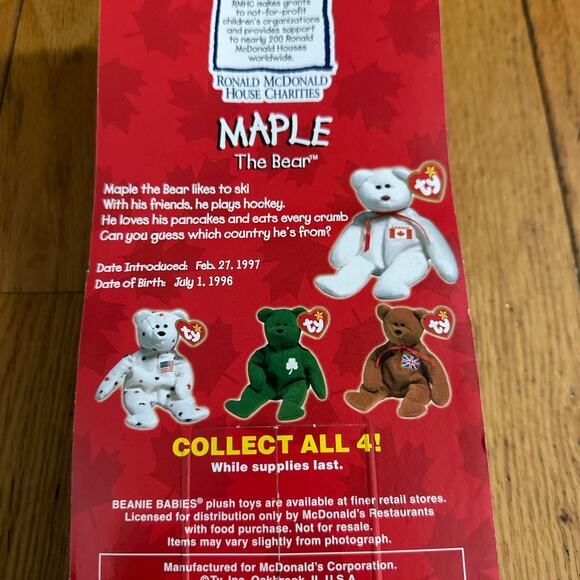 RMHC makes grants
to not-for-profit
children's organizations
and provides support
to nearly 200 Ronald
McDonald Houses
worldwide.
RONALD MCDONALD
HOUSE CHARITIES
MAPLE
The Bear™
Maple the Bear likes to ski
With his friends, he plays hockey.
He loves his pancakes and eats every crumb
Can you guess which country he's from?
Date Introduced: Feb. 27, 1997
Date of Birth: July 1, 1996
ty
CANADA
ty
ty
ty
COLLECT ALL 4!
While supplies last.
BEANIE BABIES® plush toys are available at finer retail stores.
Licensed for distribution only by McDonald's Restaurants
with food purchase. Not for resale.
Items may vary slightly from photograph.
Manufactured for McDonald's Corporation.
©Ty, Inc. Oakbrook, IL U.S.A.